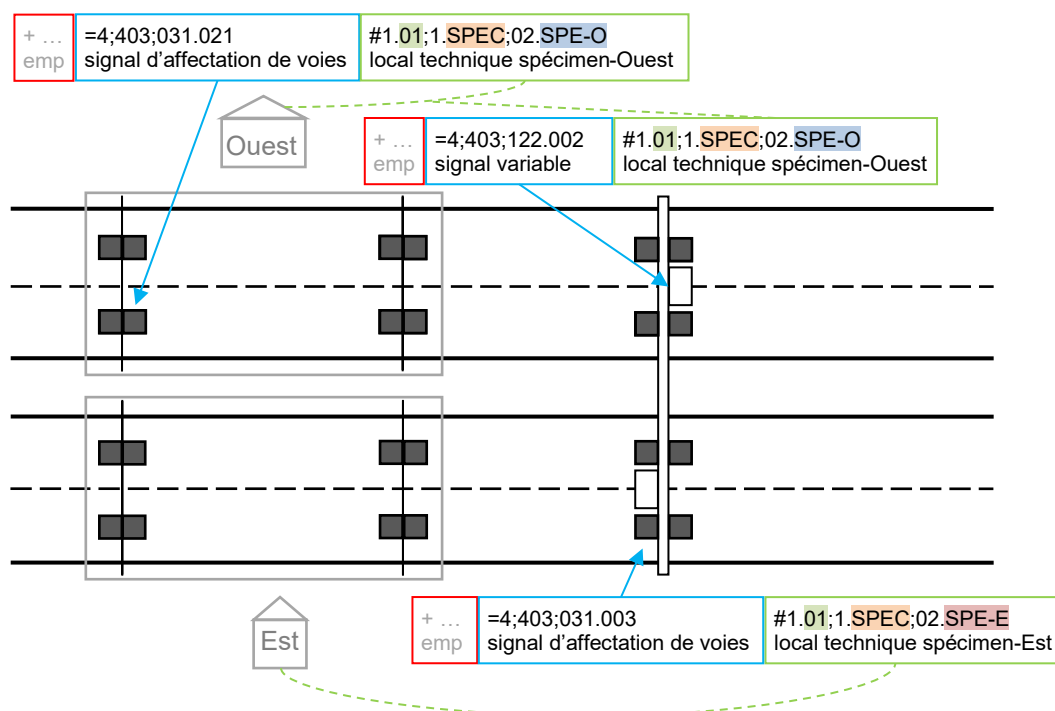 + …
emp
=4;403;031.021
signal d’affectation de voies
#1.01;1.SPEC;02.SPE-O
local technique spécimen-Ouest
Ouest
+ …
emp
=4;403;122.002
signal variable
#1.01;1.SPEC;02.SPE-O
local technique spécimen-Ouest
+ …
emp
=4;403;031.003
signal d’affectation de voies
#1.01;1.SPEC;02.SPE-E
local technique spécimen-Est
Est